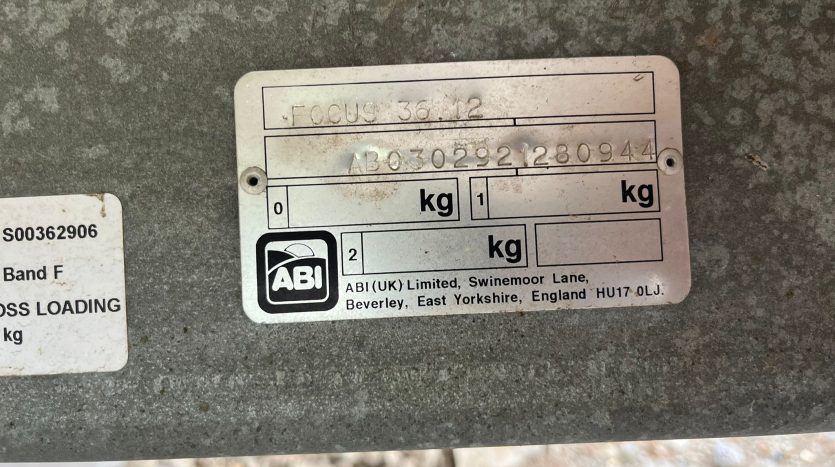 FOCUS 36.12
AB0302921280944
0 kg 1 kg
2 kg
ABI
ABI (UK) Limited, Swinemoor Lane,
Beverley, East Yorkshire, England HU17 0LJ.
S00362906
Band F
OSS LOADING
kg